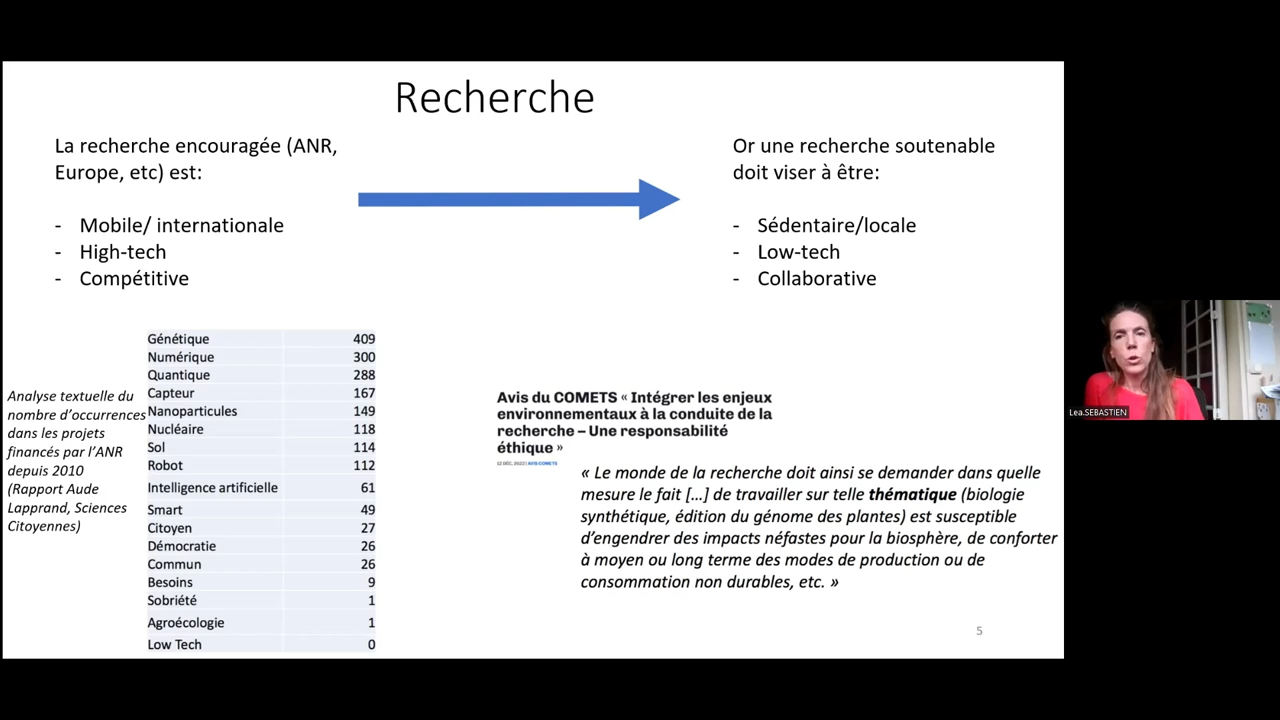 Recherche
La recherche encouragée (ANR,
Europe, etc) est:
- Mobile/ internationale
- High-tech
- Compétitive
Or une recherche soutenable
doit viser à être:
- Sédentaire/locale
- Low-tech
- Collaborative
Analyse textuelle du
nombre d'occurrences
dans les projets
financés par l'ANR
depuis 2010
(Rapport Aude
Lapprand, Sciences
Citoyennes)
Génétique 409
Numérique 300
Quantique 288
Capteur 167
Nanoparticules 149
Nucléaire 118
Sol 114
Robot 112
Intelligence artificielle 61
Smart 49
Citoyen 27
Démocratie 26
Commun 26
Besoins 9
Sobriété 1
Agroécologie 1
Low Tech 0
Avis du COMETS « Intégrer les enjeux
environnementaux à la conduite de la
recherche – Une responsabilité
éthique »
12 DÉC, 2022 | AVIS COMETS
« Le monde de la recherche doit ainsi se demander dans quelle
mesure le fait […] de travailler sur telle thématique (biologie
synthétique, édition du génome des plantes) est susceptible
d'engendrer des impacts néfastes pour la biosphère, de conforter
à moyen ou long terme des modes de production ou de
consommation non durables, etc. »
5
Lea.SEBASTIEN